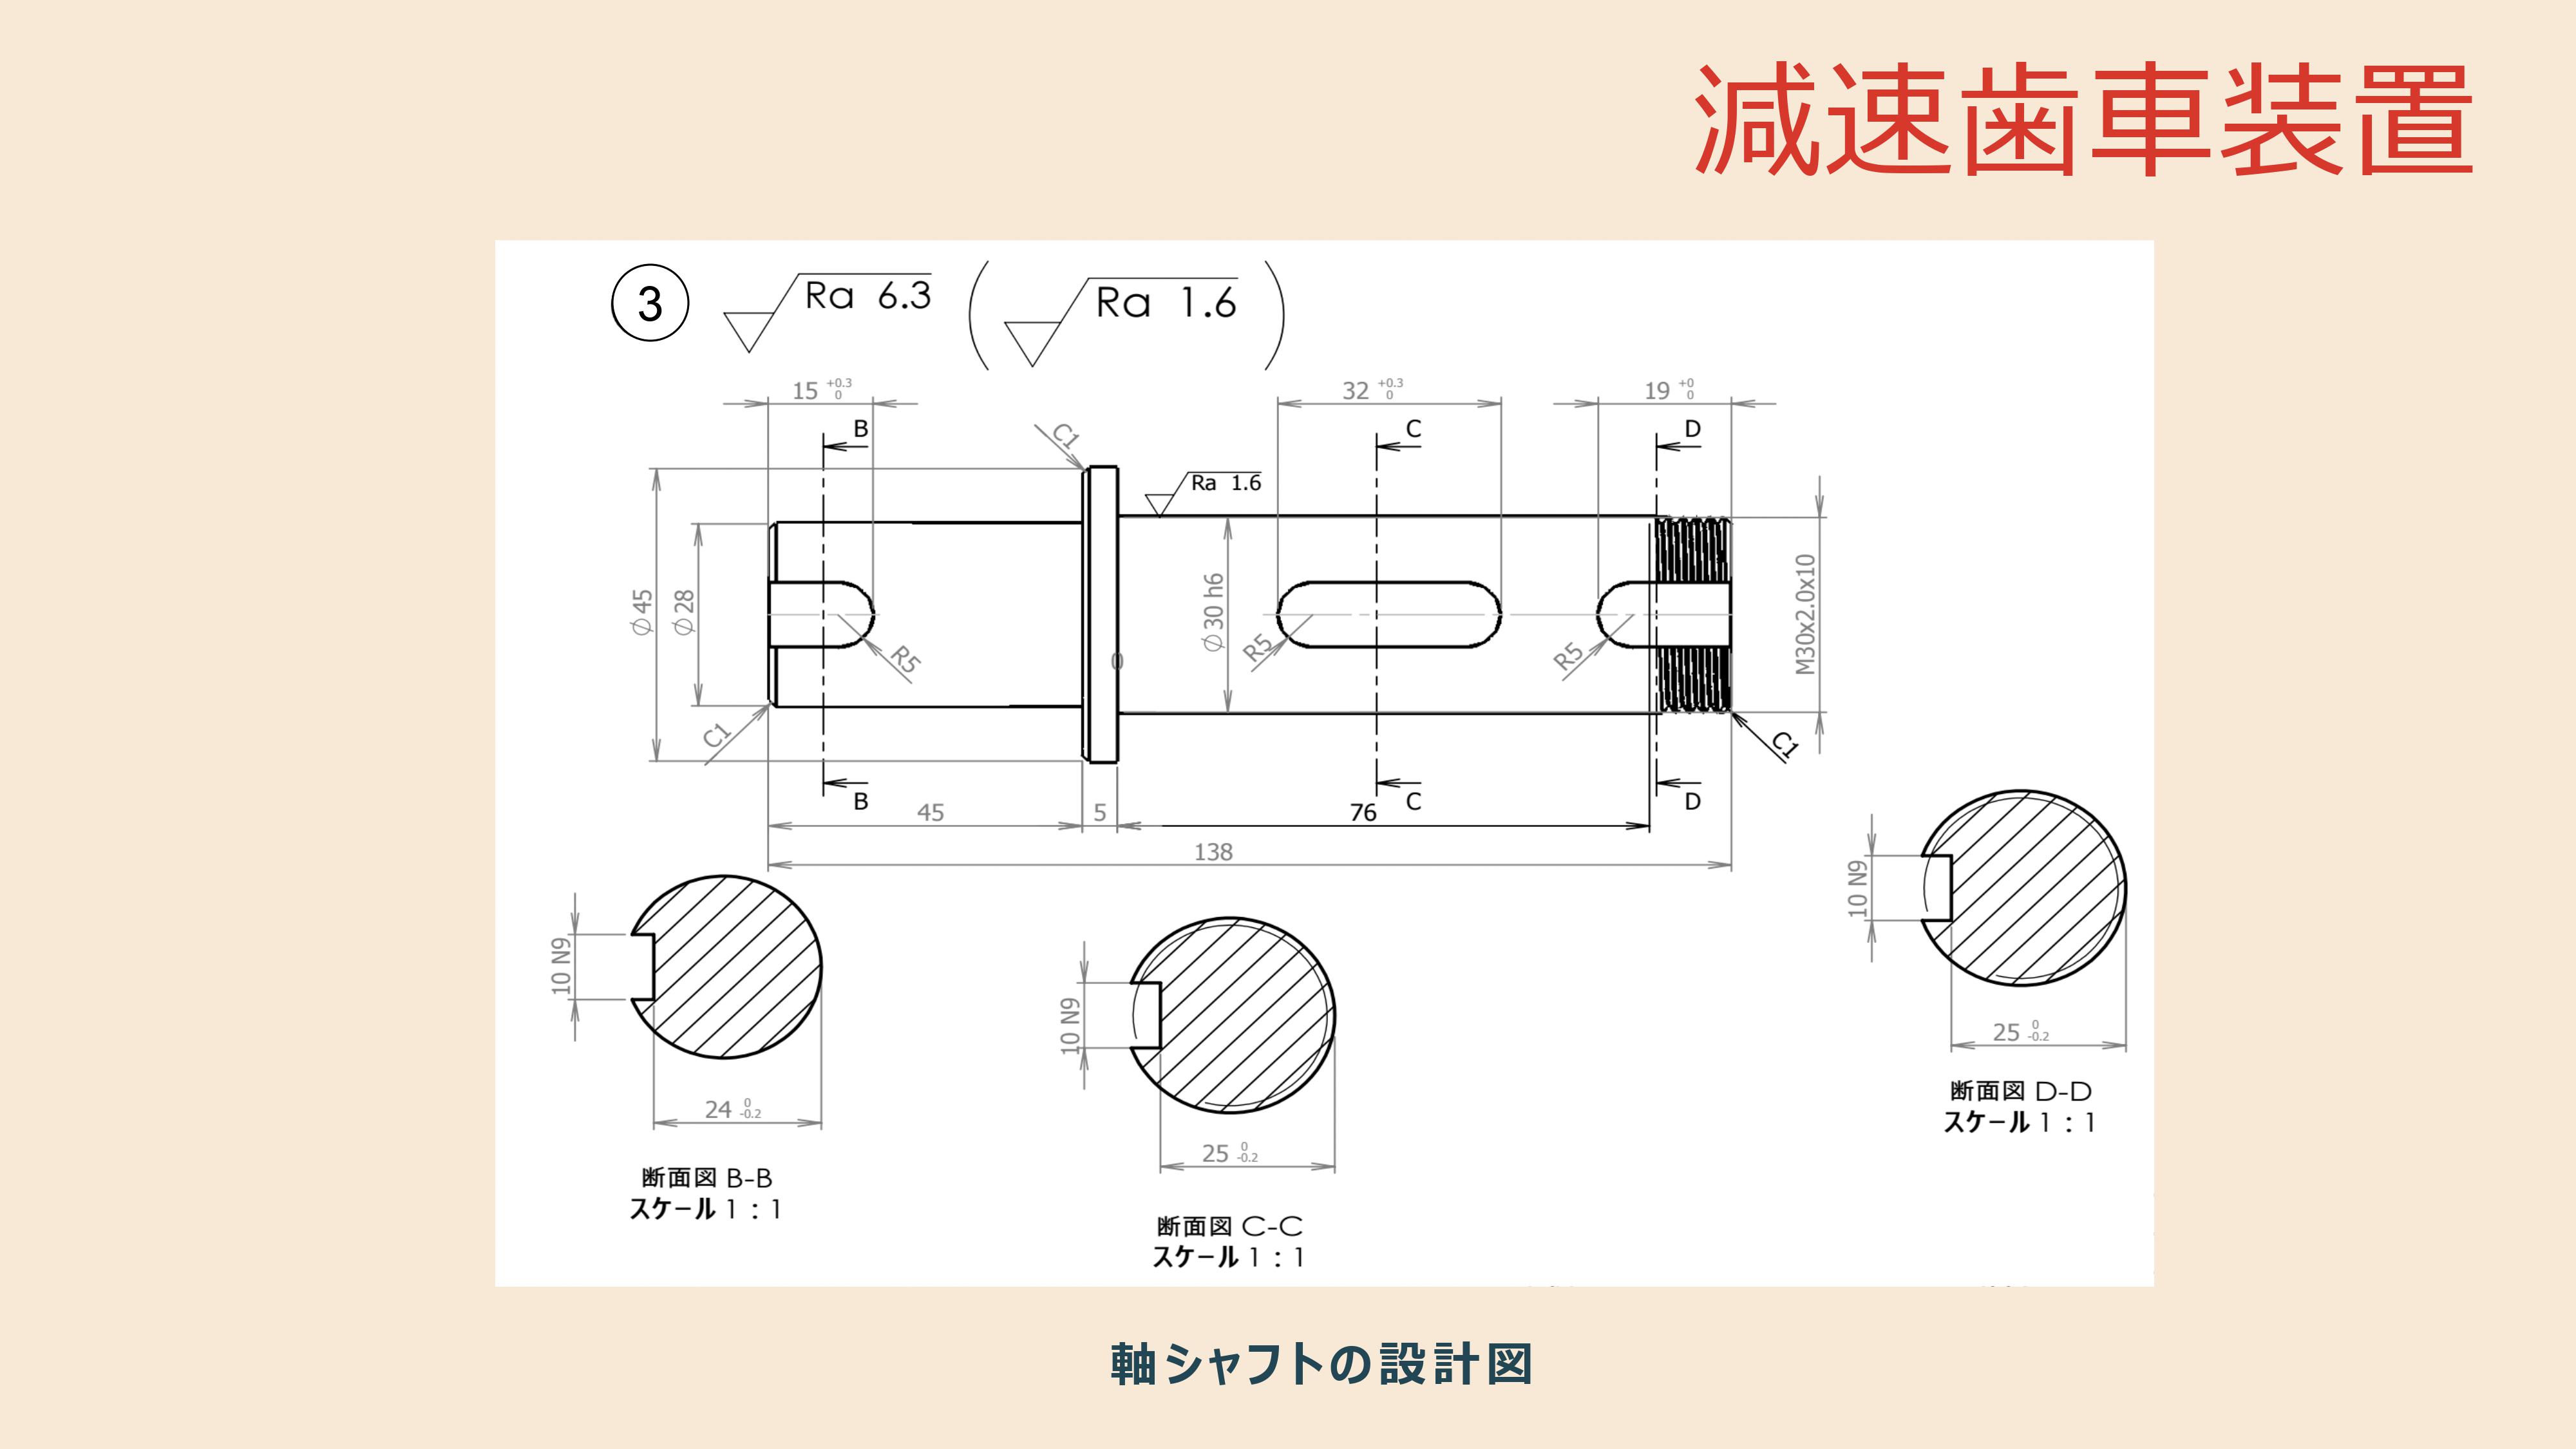 減速歯車装置
3
Ra 6.3
Ra 1.6
15 +0.3 0
32 +0.3 0
19 +0 0
B
C
D
C1
Ra 1.6
∅45
∅28
∅30 h6
M30x2.0x10
R5
R5
R5
0
C1
C1
B
C
D
45
5
76
138
10 N9
24 0 -0.2
断面図 B-B
スケール 1 : 1
10 N9
25 0 -0.2
断面図 C-C
スケール 1 : 1
10 N9
25 0 -0.2
断面図 D-D
スケール 1 : 1
軸シャフトの設計図